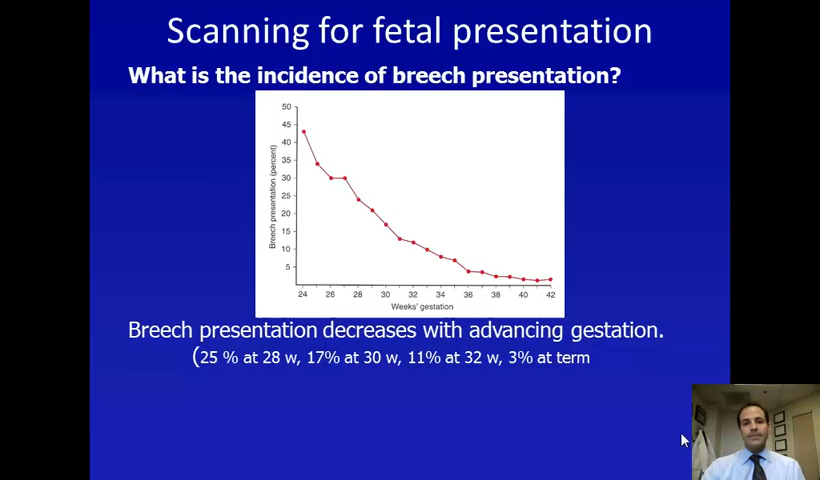 Scanning for fetal presentation
What is the incidence of breech presentation?
50
45
40
35
30
25
20
15
10
5
Breech presentation (percent)
24 26 28 30 32 34 36 38 40 42
Weeks' gestation
Breech presentation decreases with advancing gestation.
(25 % at 28 w, 17% at 30 w, 11% at 32 w, 3% at term